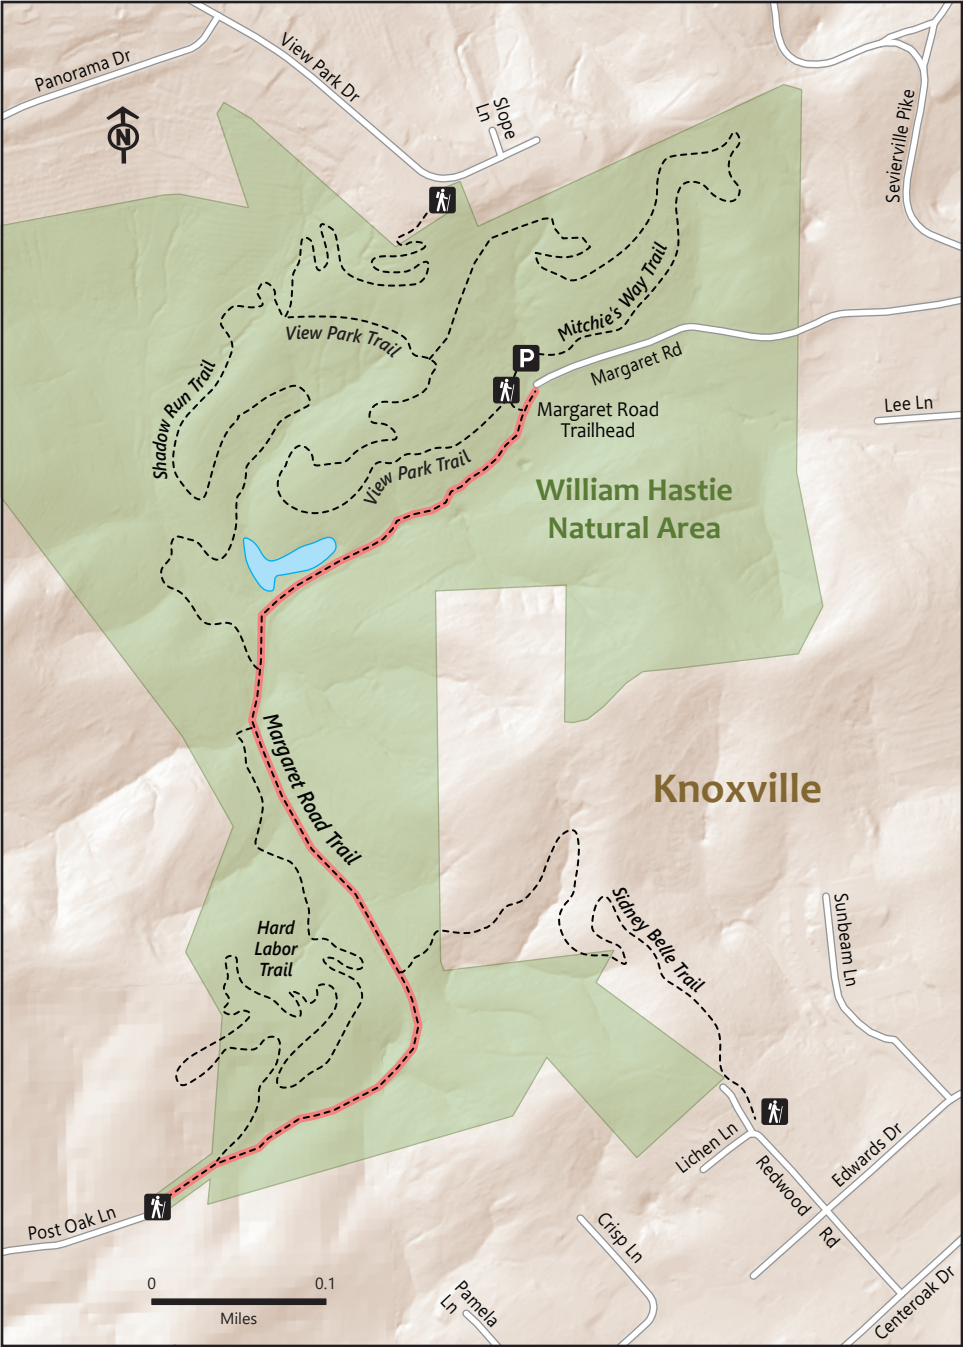 View Park Dr
Panorama Dr
Slope
Ln
Sevierville Pike
N
Mitchie's Way Trail
View Park Trail
P
Margaret Rd
Shadow Run Trail
Lee Ln
Margaret Road
Trailhead
View Park Trail
William Hastie
Natural Area
Margaret Road Trail
Knoxville
Sidney Belle Trail
Sunbeam Ln
Hard
Labor
Trail
Lichen Ln
Edwards Dr
Redwood
Rd
Post Oak Ln
Crisp Ln
Centeroak Dr
Pamela
Ln
0 0.1
Miles